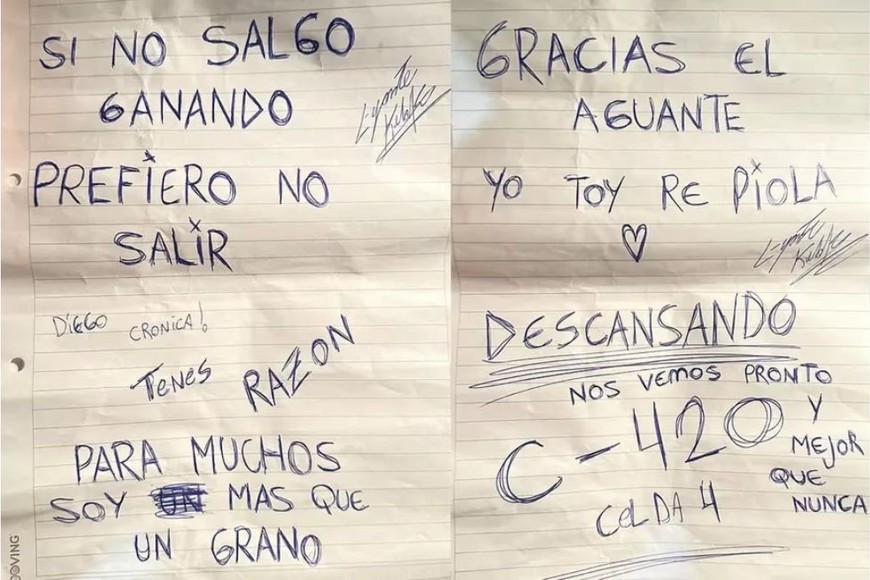 SI NO SALGO
GANANDO
PREFIERO NO
SALIR
DIEGO CRONICA!
TENES RAZON
PARA MUCHOS
SOY UN MAS QUE
UN GRANO
OOVING
GRACIAS EL
AGUANTE
YO TOY RE PIOLA
DESCANSANDO
NOS VEMOS PRONTO
C-420 Y
MEJOR
QUE
NUNCA
CELDA 4